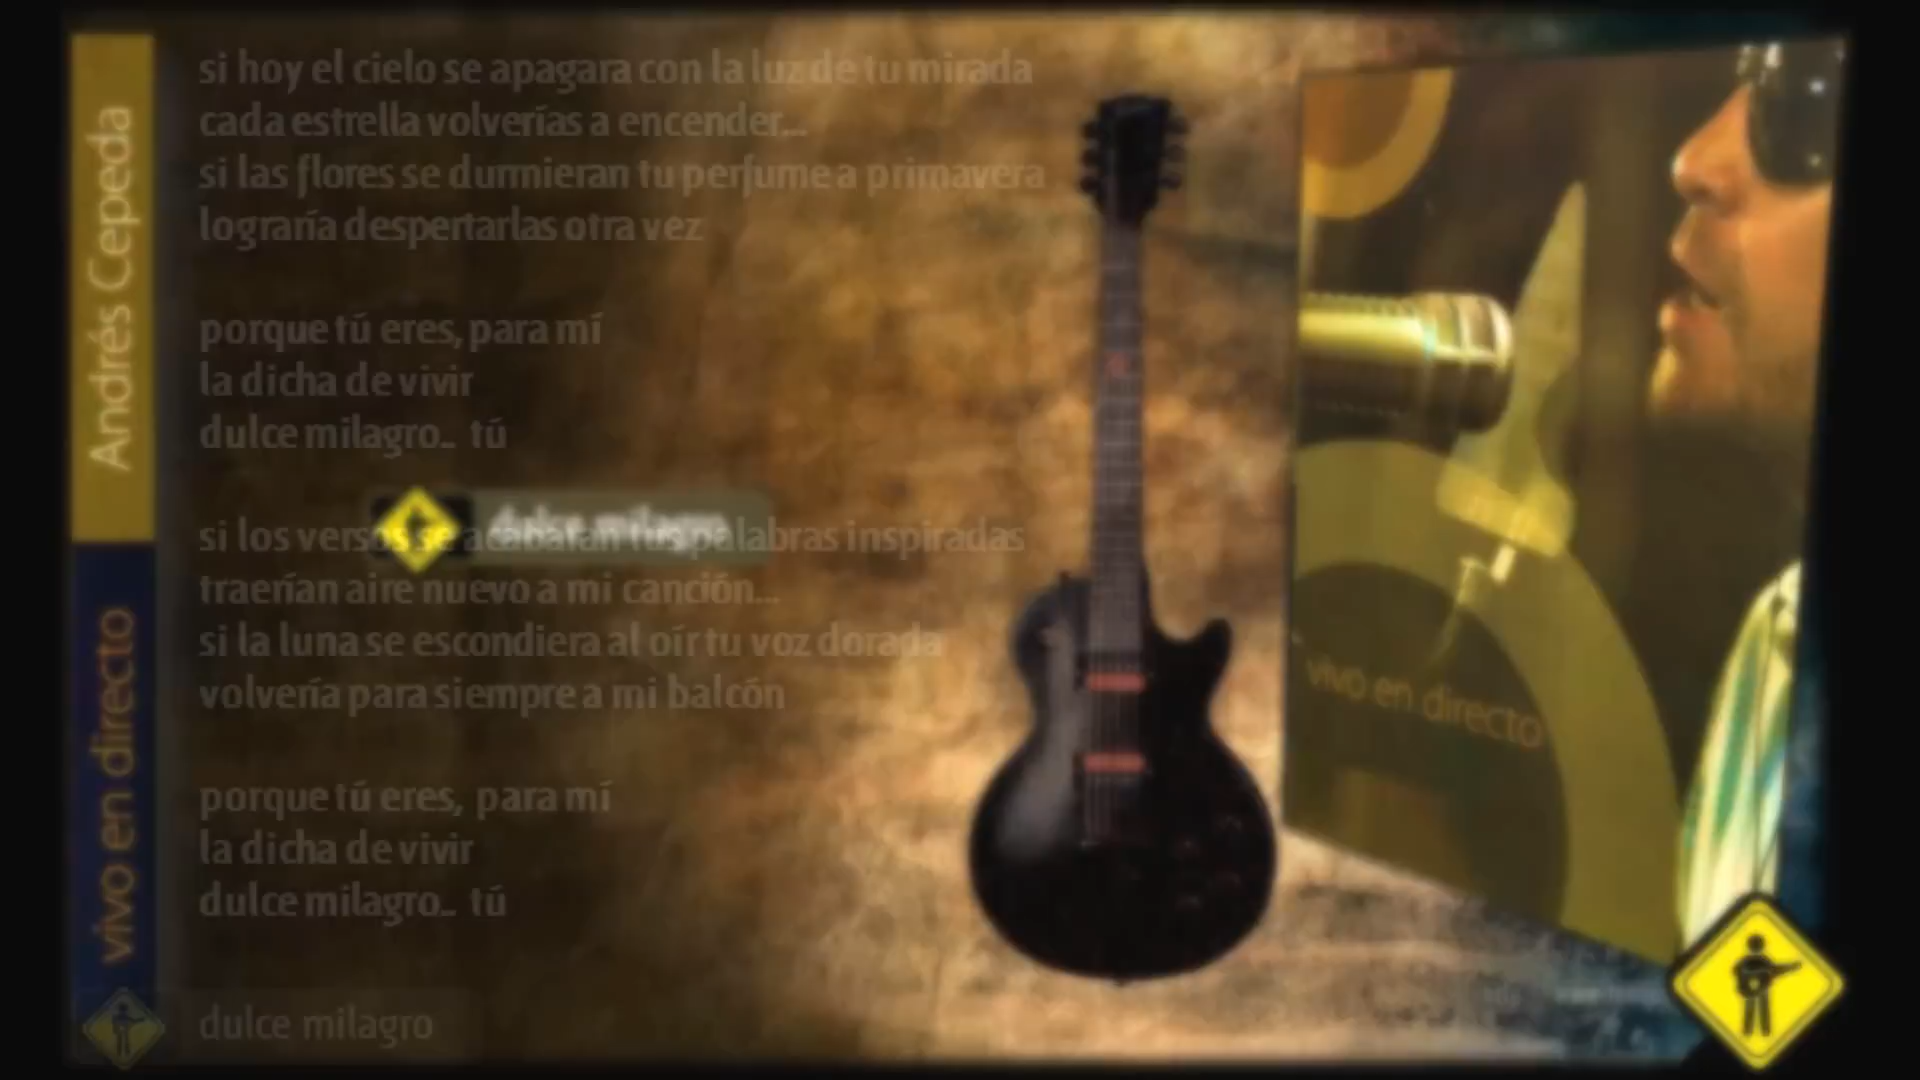 Andrés Cepeda
vivo en directo
si hoy el cielo se apagara con la luz de tu mirada
cada estrella volverías a encender...
si las flores se durmieran tu perfume a primavera
lograría despertarlas otra vez
porque tú eres, para mí
la dicha de vivir
dulce milagro.. tú
dulce milagro
si los versos se acabaran tus palabras inspiradas
traerían aire nuevo a mi canción...
si la luna se escondiera al oír tu voz dorada
volvería para siempre a mi balcón
porque tú eres, para mí
la dicha de vivir
dulce milagro.. tú
dulce milagro
vivo en directo